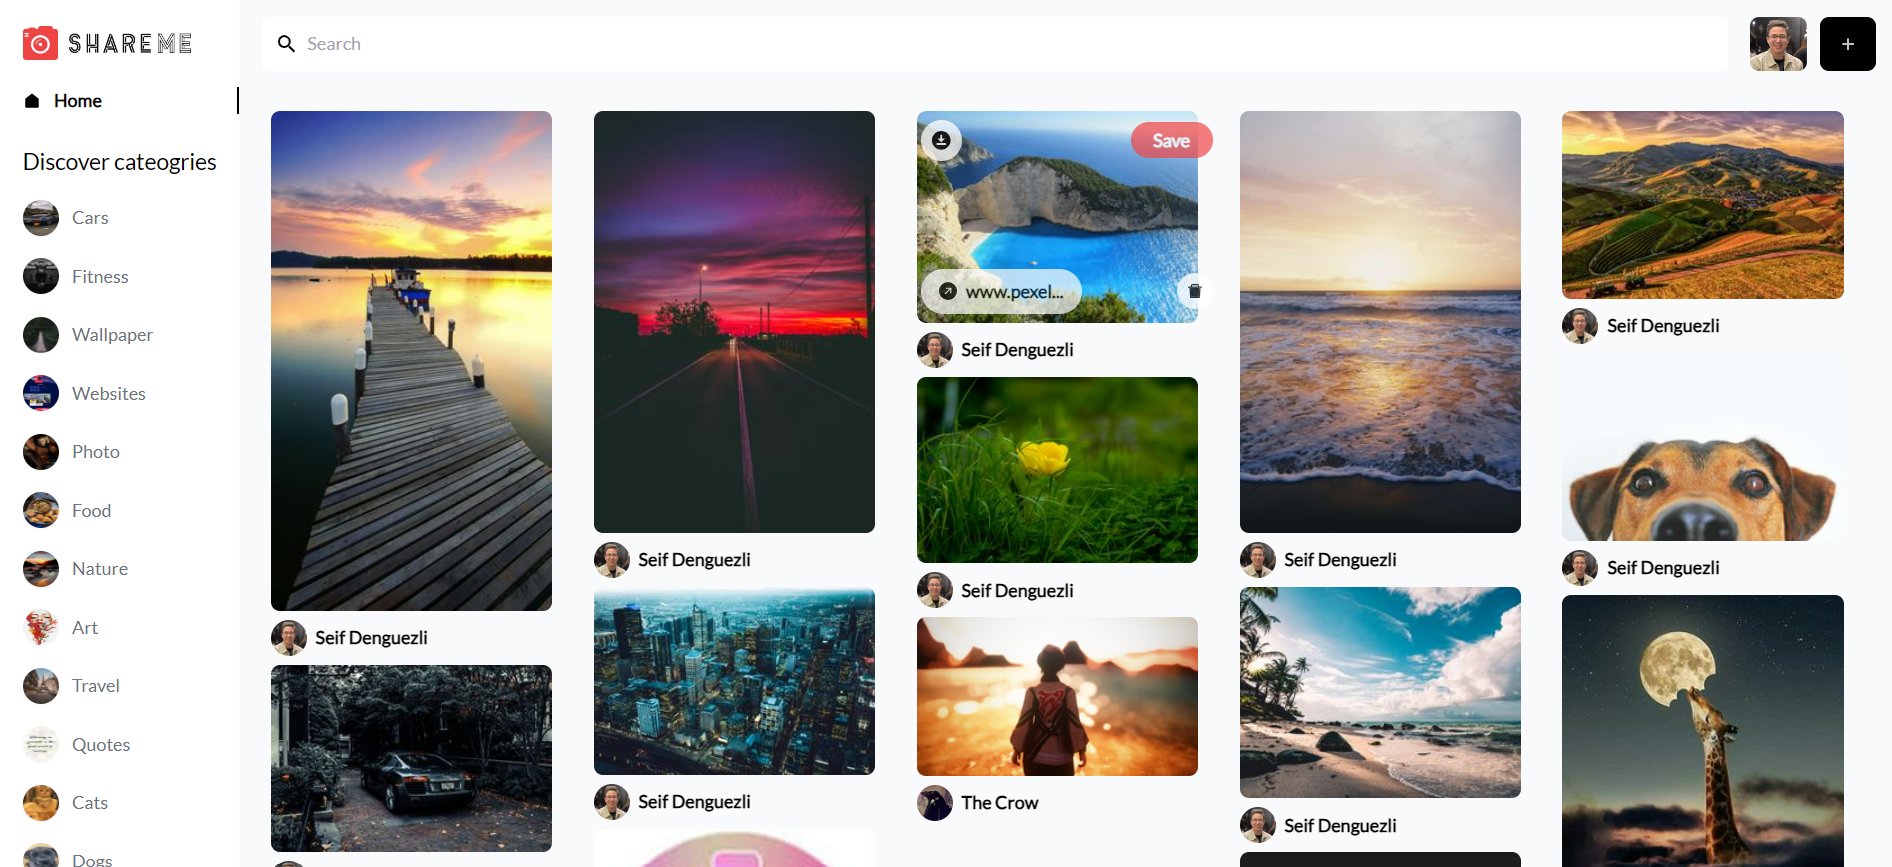 SHAREME
Search
Home
Discover cateogries
Cars
Fitness
Wallpaper
Websites
Photo
Food
Nature
Art
Travel
Quotes
Cats
Dogs
Seif Denguezli
Seif Denguezli
Seif Denguezli
Save
www.pexel...
Seif Denguezli
Seif Denguezli
The Crow
Seif Denguezli
Seif Denguezli
Seif Denguezli
Seif Denguezli